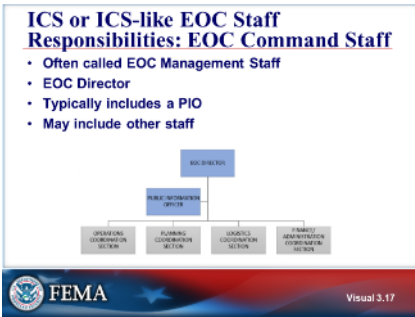 ICS or ICS-like EOC Staff
Responsibilities: EOC Command Staff
• Often called EOC Management Staff
• EOC Director
• Typically includes a PIO
• May include other staff
EOC DIRECTOR
PUBLIC INFORMATION
OFFICER
OPERATIONS
COORDINATION
SECTION
PLANNING
COORDINATION
SECTION
LOGISTICS
COORDINATION
SECTION
FINANCE/
ADMINISTRATION
COORDINATION
SECTION
FEMA
Visual 3.17